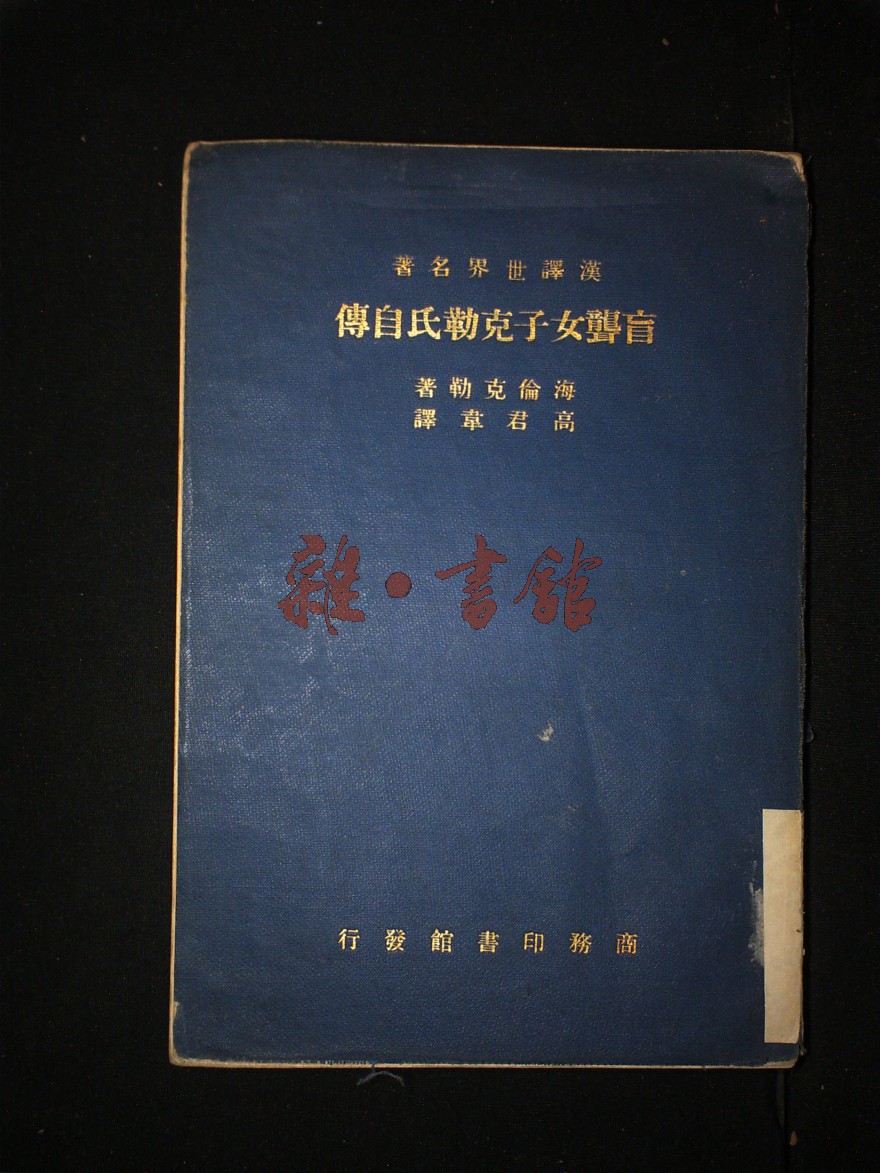 漢譯世界名著
盲聾女子克勒氏自傳
海倫克勒著
高君韋譯
雜·書館
商務印書館發行